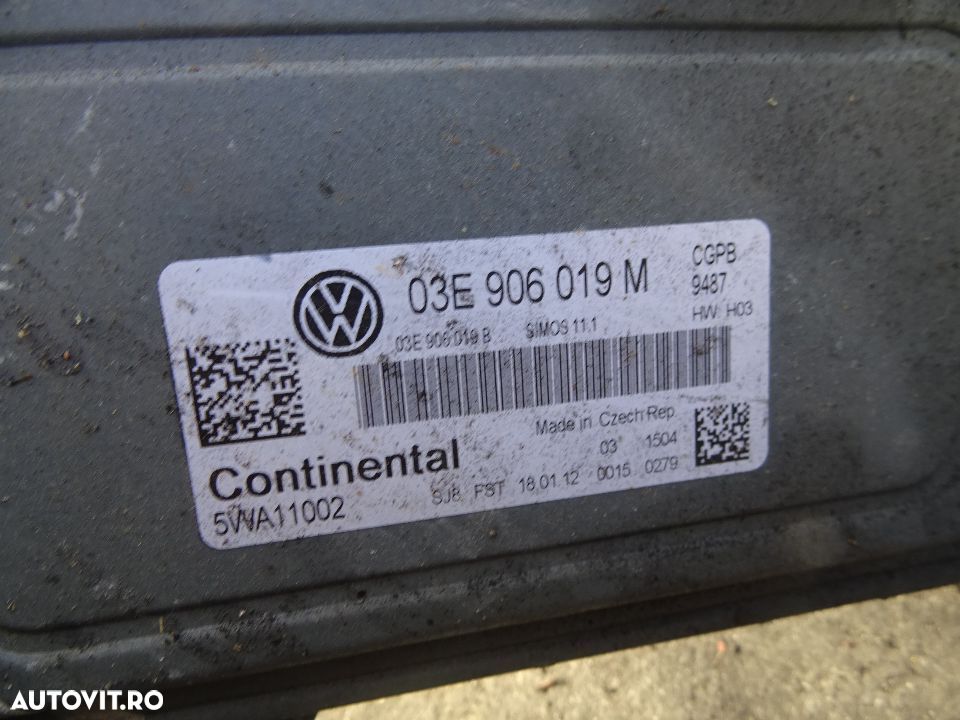 03E 906 019 M
CGPB
9487
HW H03
03E 906 019 B SIMOS 11.1
Made in Czech Rep.
03 1504
Continental
SJ8 FST 18.01.12 0015 0279
5WA11002
AUTOVIT.RO